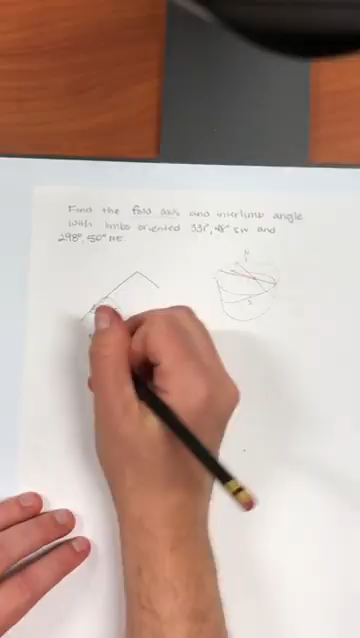 Find the fold axis and interlimb angle
with limbs oriented 331°, 48° SW and
298°, 50° NE.
N
S